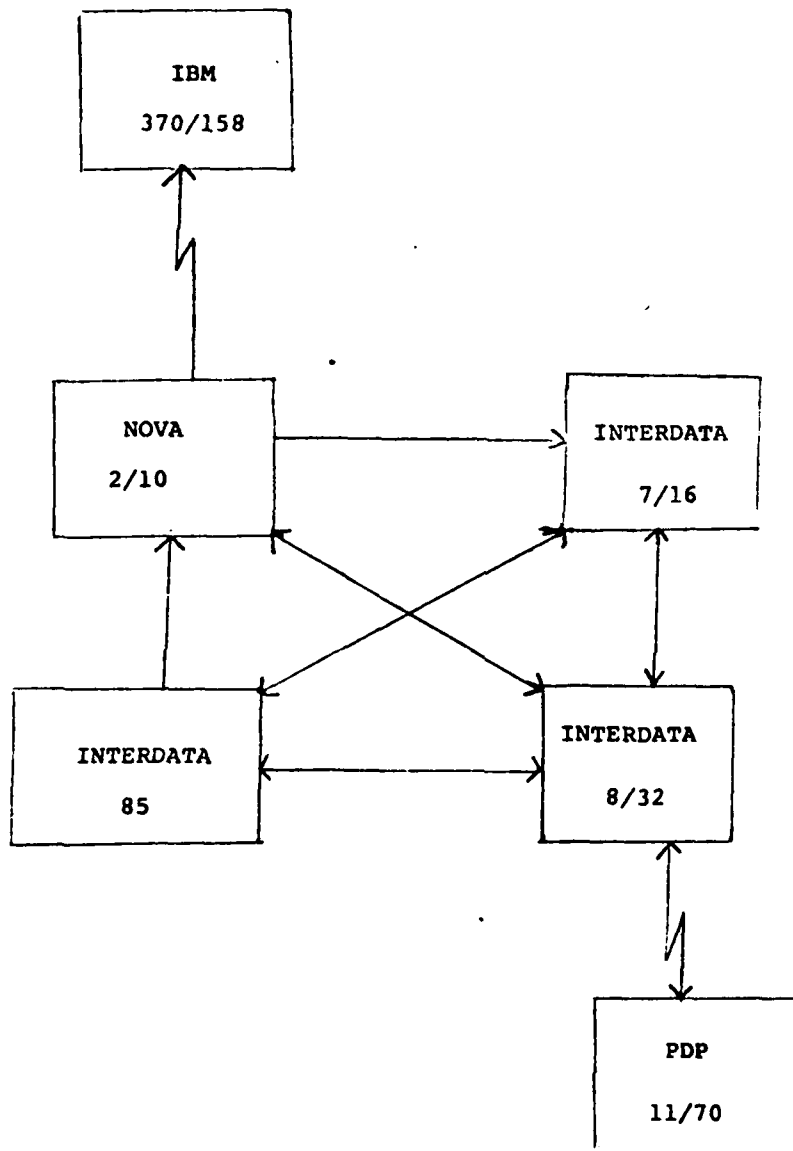 IBM
370/158
NOVA
2/10
INTERDATA
7/16
INTERDATA
85
INTERDATA
8/32
PDP
11/70